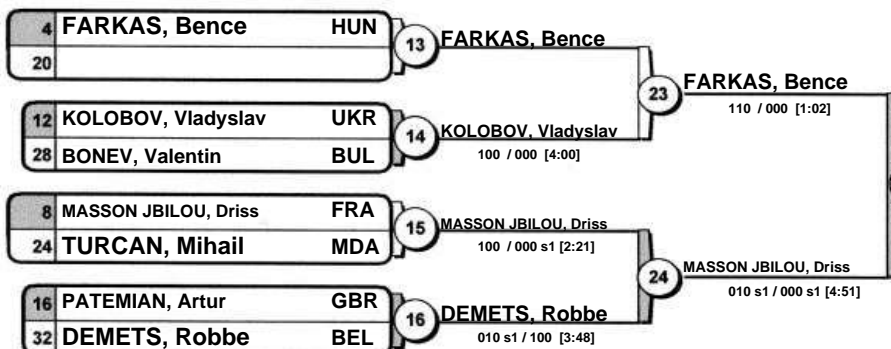 4 FARKAS, Bence HUN
20
13 FARKAS, Bence
12 KOLOBOV, Vladyslav UKR
28 BONEV, Valentin BUL
14 KOLOBOV, Vladyslav
100 / 000 [4:00]
23 FARKAS, Bence
110 / 000 [1:02]
8 MASSON JBILOU, Driss FRA
24 TURCAN, Mihail MDA
15 MASSON JBILOU, Driss
100 / 000 s1 [2:21]
16 PATEMIAN, Artur GBR
32 DEMETS, Robbe BEL
16 DEMETS, Robbe
010 s1 / 100 [3:48]
24 MASSON JBILOU, Driss
010 s1 / 000 s1 [4:51]